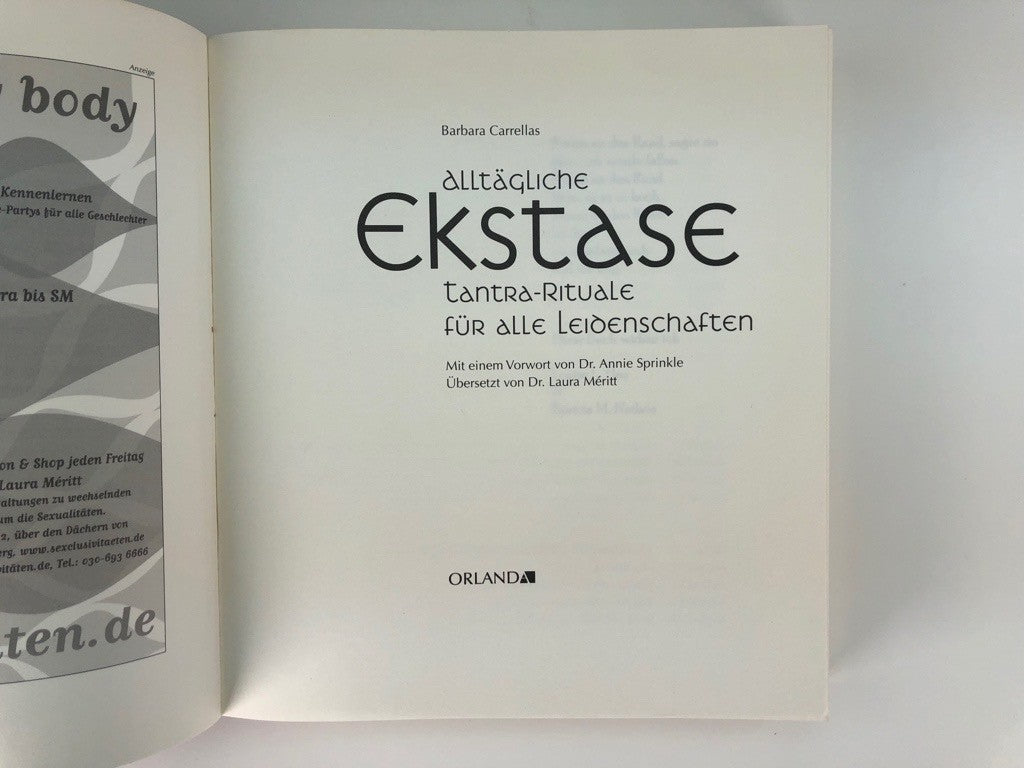 Anzeige
body
Kennenlernen
-Partys für alle Geschlechter
ra bis SM
on & Shop jeden Freitag
Laura Méritt
altungen zu wechselnden
um die Sexualitäten.
2, über den Dächern von
erg, www.sexclusivitaeten.de
vitäten.de, Tel.: 030-693 6666
aten.de
Barbara Carrellas
alltägliche
Ekstase
Tantra-Rituale
für alle Leidenschaften
Mit einem Vorwort von Dr. Annie Sprinkle
Übersetzt von Dr. Laura Méritt
ORLANDA